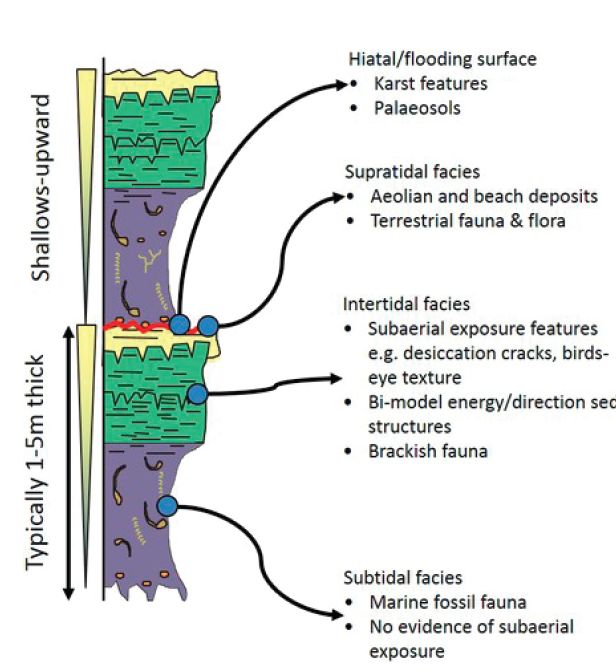 Hiatal/flooding surface
• Karst features
• Palaeosols
Supratidal facies
• Aeolian and beach deposits
• Terrestrial fauna & flora
Intertidal facies
• Subaerial exposure features
e.g. desiccation cracks, birds-
eye texture
• Bi-model energy/direction sed
structures
• Brackish fauna
Subtidal facies
• Marine fossil fauna
• No evidence of subaerial
exposure
Shallows-upward
Typically 1-5m thick